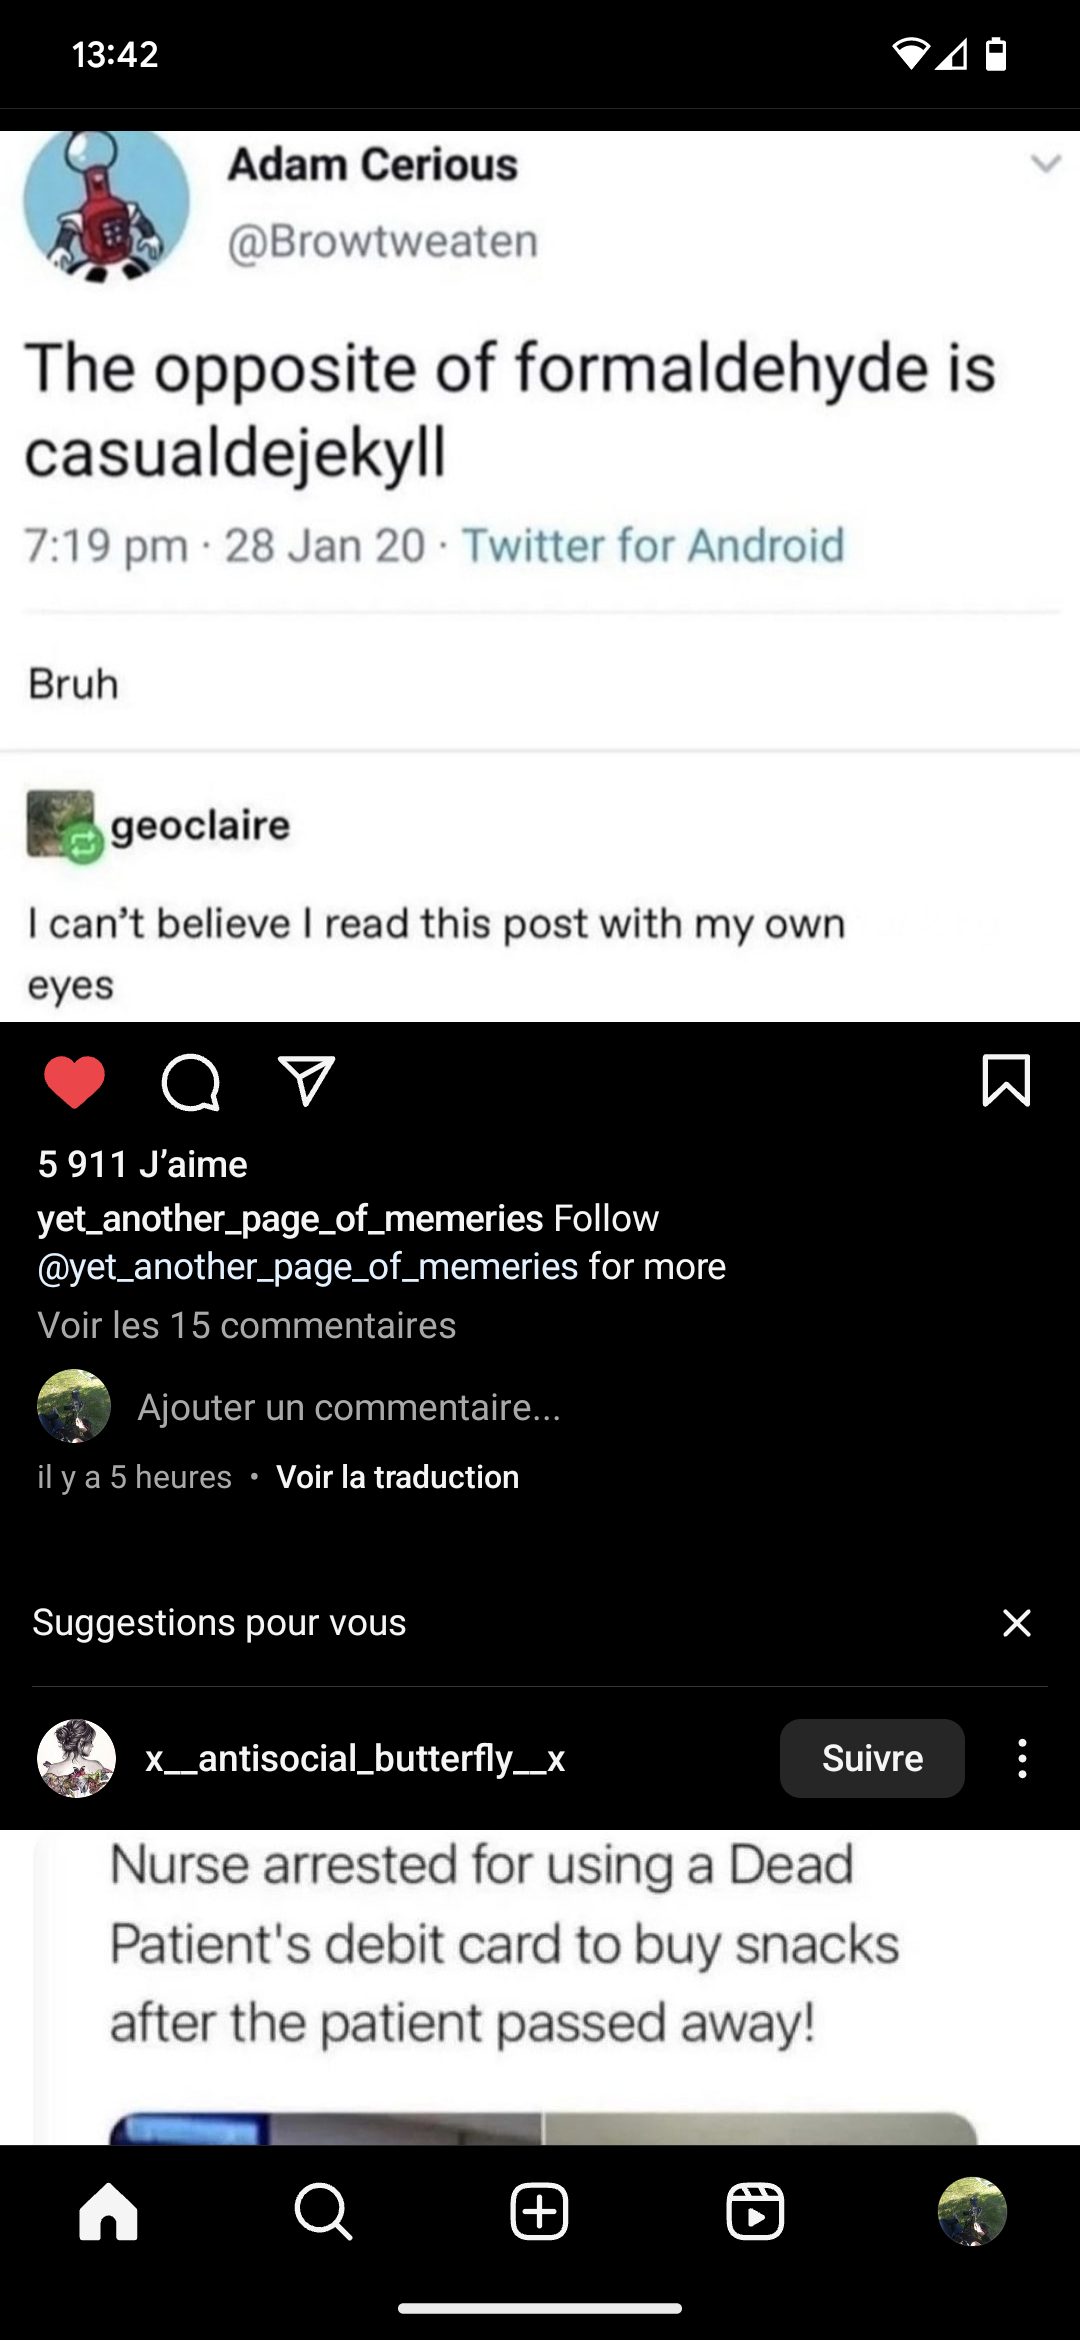 13:42
Adam Cerious
@Browtweaten
The opposite of formaldehyde is
casualdejekyll
7:19 pm · 28 Jan 20 · Twitter for Android
Bruh
geoclaire
I can’t believe I read this post with my own
eyes
5 911 J’aime
yet_another_page_of_memeries Follow
@yet_another_page_of_memeries for more
Voir les 15 commentaires
Ajouter un commentaire...
il y a 5 heures • Voir la traduction
Suggestions pour vous
x__antisocial_butterfly__x
Suivre
Nurse arrested for using a Dead
Patient's debit card to buy snacks
after the patient passed away!